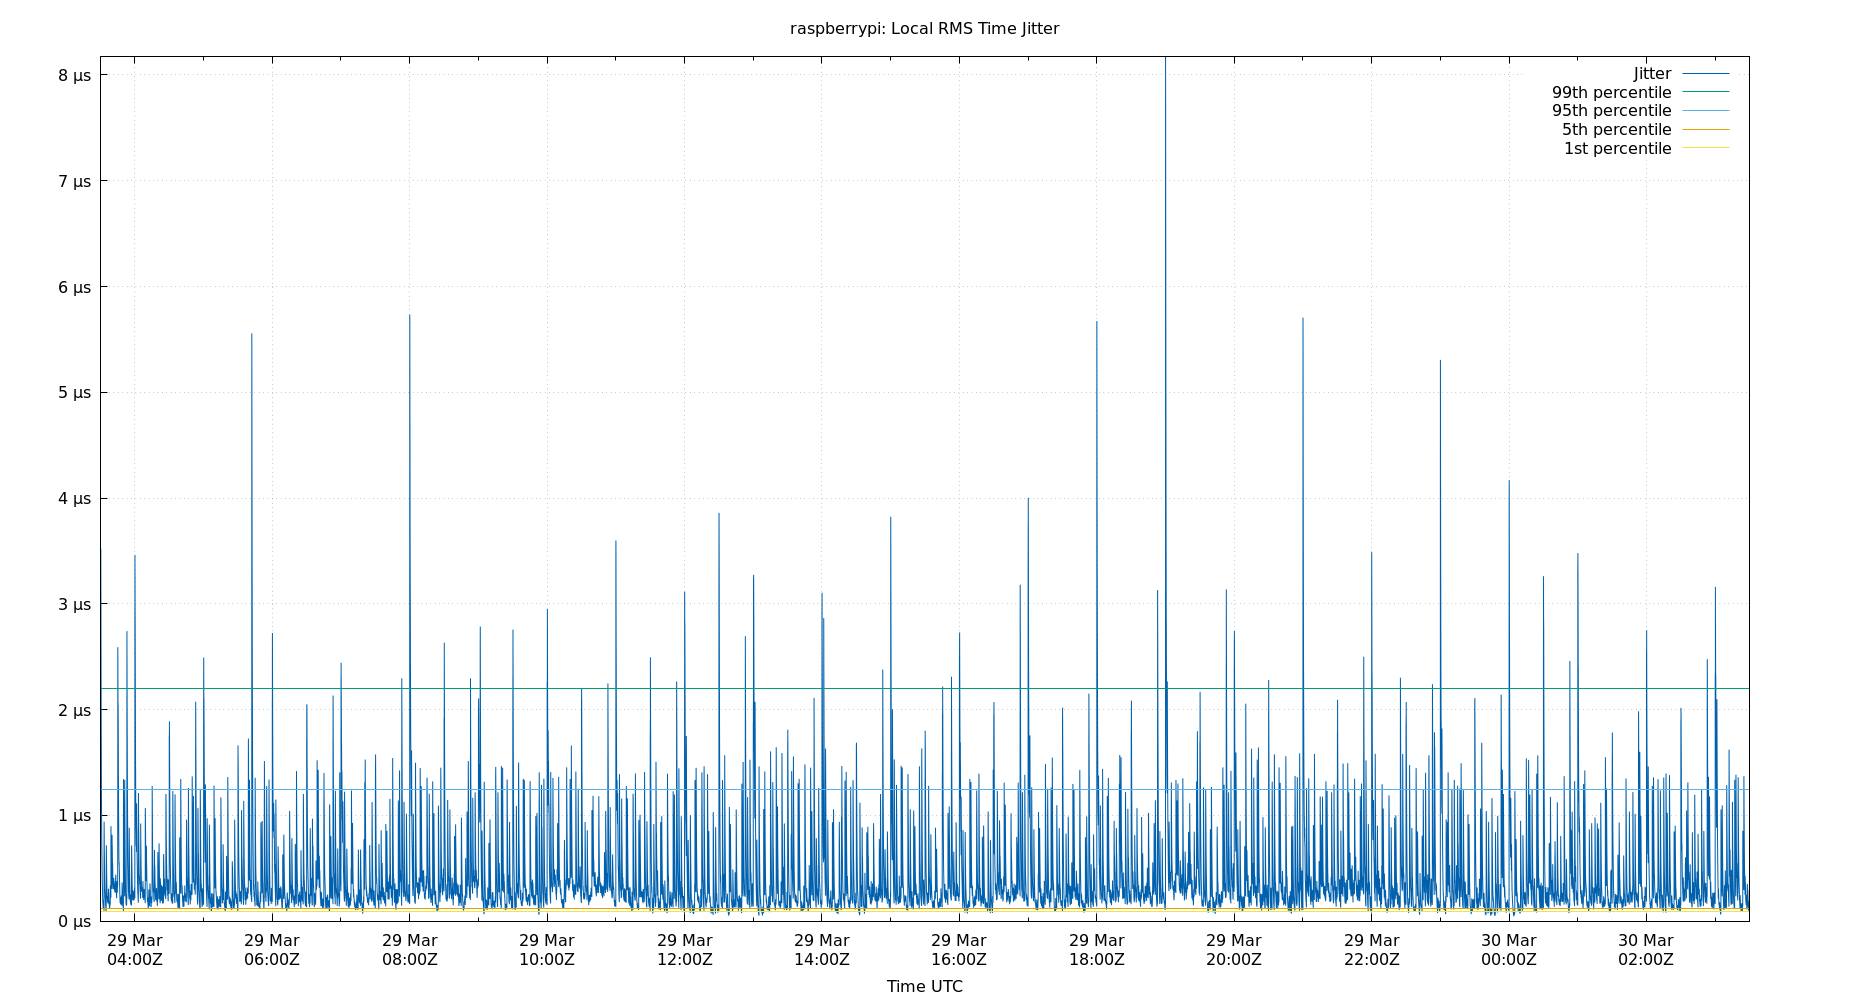 raspberrypi: Local RMS Time Jitter
8 µs
7 µs
6 µs
5 µs
4 µs
3 µs
2 µs
1 µs
0 µs
Jitter
99th percentile
95th percentile
5th percentile
1st percentile
29 Mar 29 Mar 29 Mar 29 Mar 29 Mar 29 Mar 29 Mar 29 Mar 29 Mar 29 Mar 30 Mar 30 Mar
04:00Z 06:00Z 08:00Z 10:00Z 12:00Z 14:00Z 16:00Z 18:00Z 20:00Z 22:00Z 00:00Z 02:00Z
Time UTC